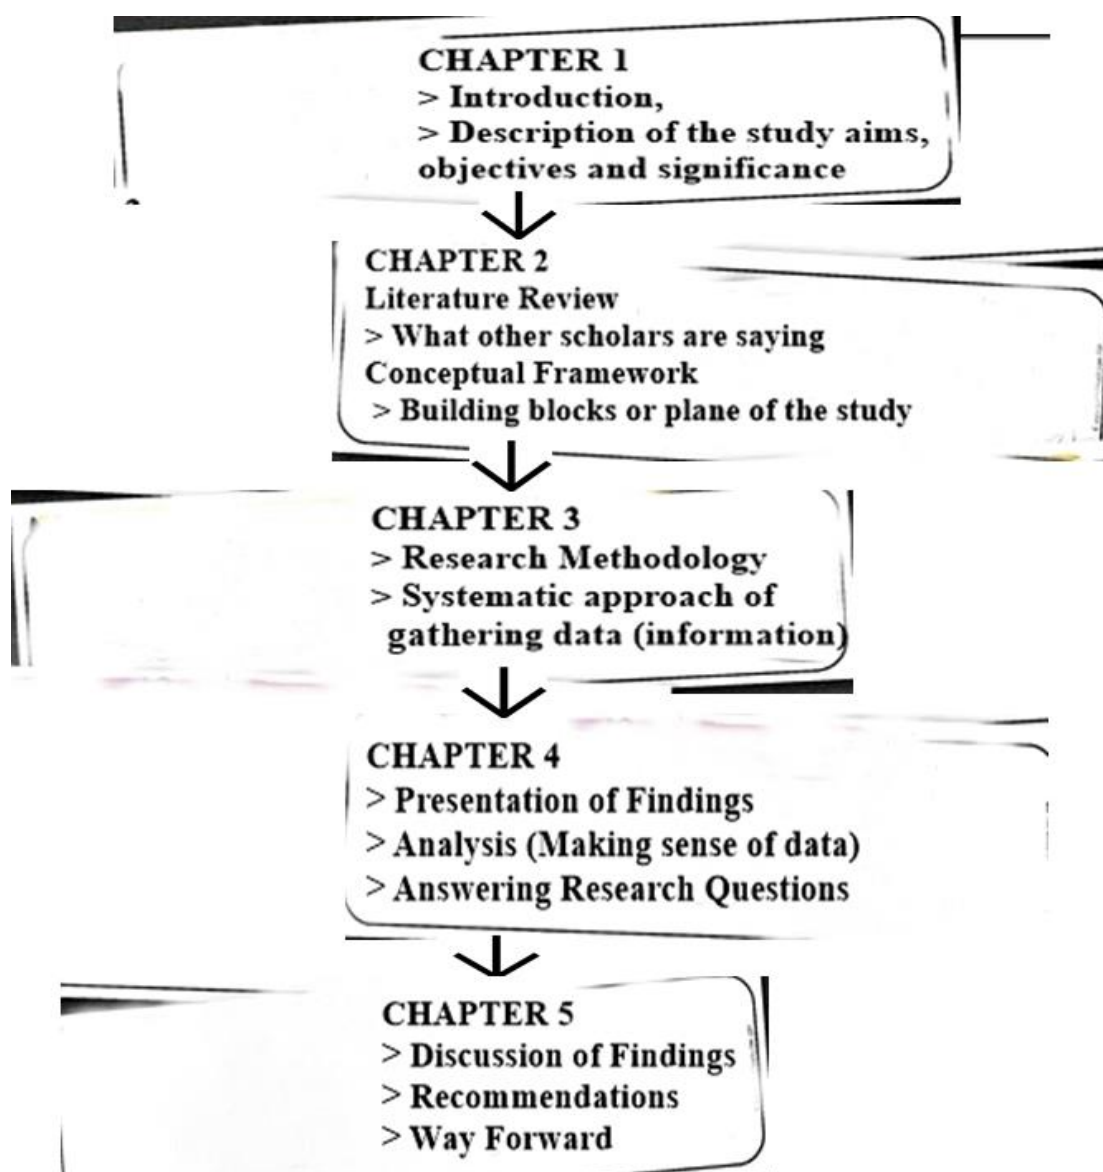 CHAPTER 1
> Introduction,
> Description of the study aims,
objectives and significance
CHAPTER 2
Literature Review
> What other scholars are saying
Conceptual Framework
> Building blocks or plane of the study
CHAPTER 3
> Research Methodology
> Systematic approach of
gathering data (information)
CHAPTER 4
> Presentation of Findings
> Analysis (Making sense of data)
> Answering Research Questions
CHAPTER 5
> Discussion of Findings
> Recommendations
> Way Forward